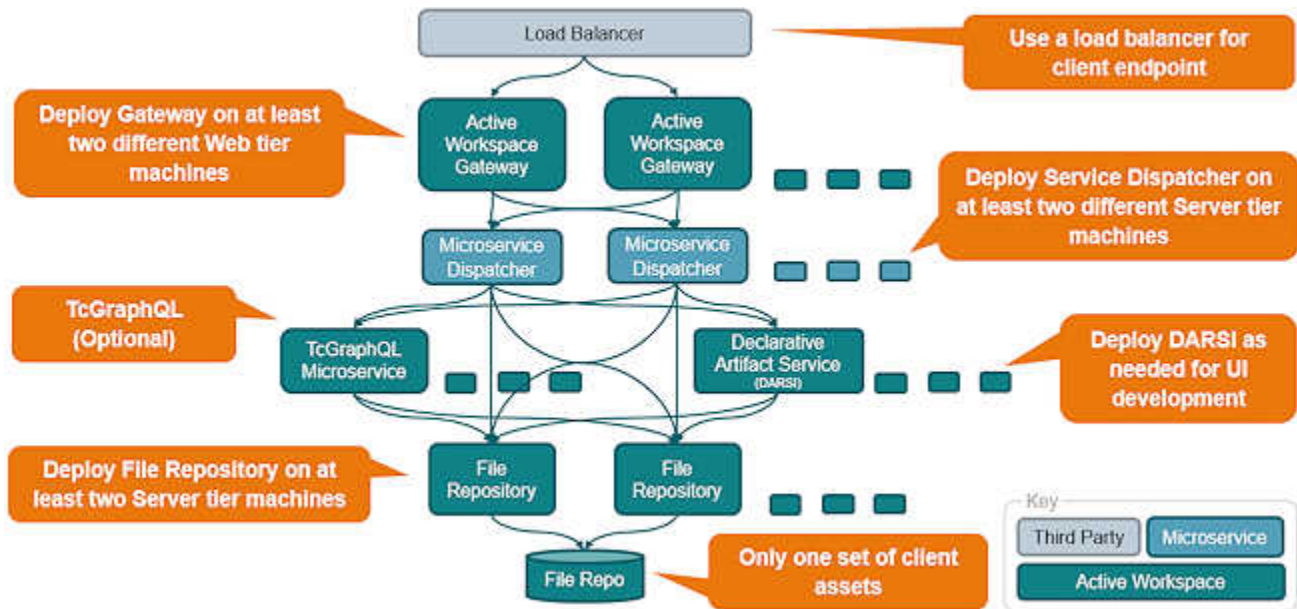 Load Balancer
Use a load balancer for
client endpoint
Deploy Gateway on at least
two different Web tier
machines
Active
Workspace
Gateway
Active
Workspace
Gateway
Deploy Service Dispatcher on
at least two different Server tier
machines
Microservice
Dispatcher
Microservice
Dispatcher
TcGraphQL
(Optional)
TcGraphQL
Microservice
Declarative
Artifact Service
(DARSI)
Deploy DARSI as
needed for UI
development
Deploy File Repository on at
least two Server tier machines
File
Repository
File
Repository
File Repo
Only one set of client
assets
Key
Third Party
Microservice
Active Workspace